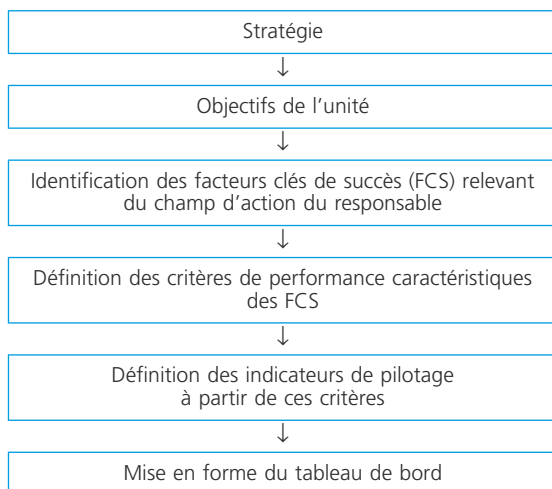 Stratégie
↓
Objectifs de l'unité
↓
Identification des facteurs clés de succès (FCS) relevant
du champ d'action du responsable
↓
Définition des critères de performance caractéristiques
des FCS
↓
Définition des indicateurs de pilotage
à partir de ces critères
↓
Mise en forme du tableau de bord